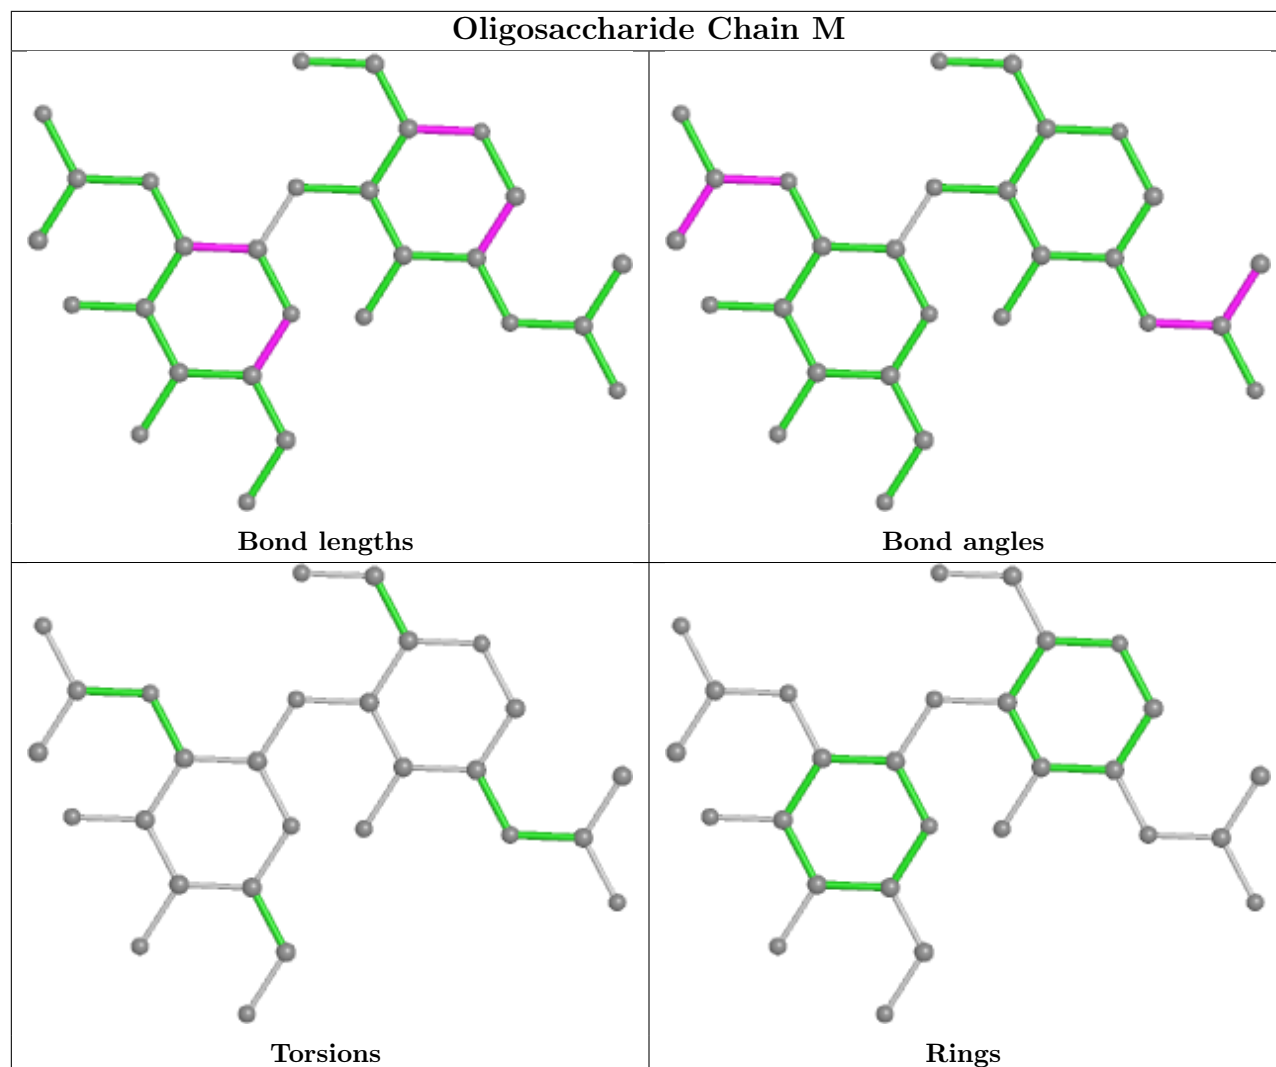 Oligosaccharide Chain M
Bond lengths
Bond angles
Torsions
Rings